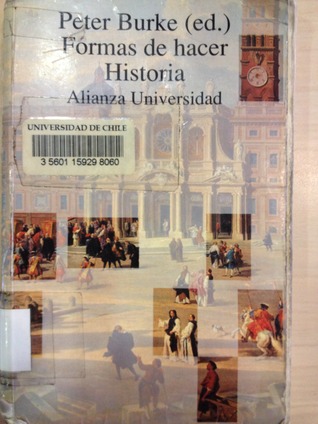 Peter Burke (ed.)
Formas de hacer
Historia
Alianza Universidad
UNIVERSIDAD DE CHILE
3 5601 15929 8060